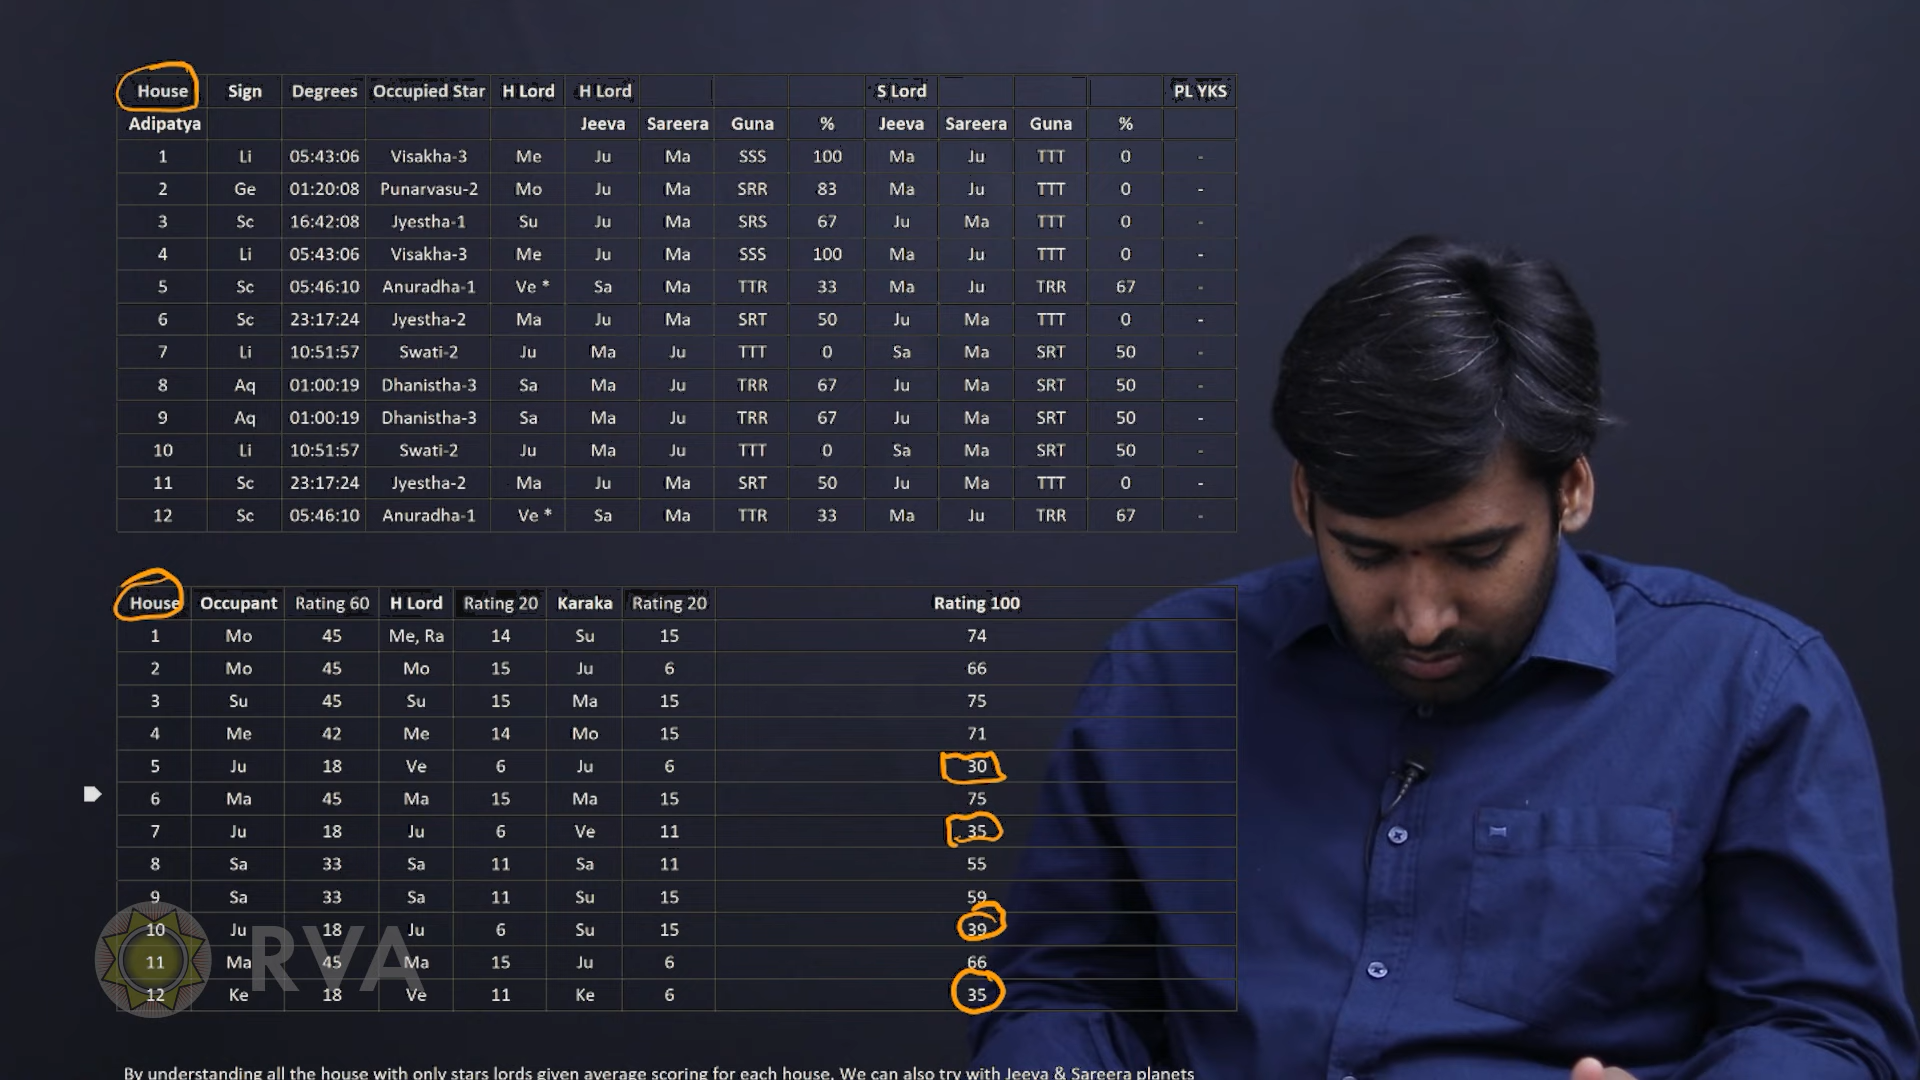 House Sign Degrees Occupied Star H Lord H Lord S Lord PL YKS
Adipatya Jeeva Sareera Guna % Jeeva Sareera Guna %
1 Li 05:43:06 Visakha-3 Me Ju Ma SSS 100 Ma Ju TTT 0 -
2 Ge 01:20:08 Punarvasu-2 Mo Ju Ma SRR 83 Ma Ju TTT 0 -
3 Sc 16:42:08 Jyestha-1 Su Ju Ma SRS 67 Ju Ma TTT 0 -
4 Li 05:43:06 Visakha-3 Me Ju Ma SSS 100 Ma Ju TTT 0 -
5 Sc 05:46:10 Anuradha-1 Ve * Sa Ma TTR 33 Ma Ju TRR 67 -
6 Sc 23:17:24 Jyestha-2 Ma Ju Ma SRT 50 Ju Ma TTT 0 -
7 Li 10:51:57 Swati-2 Ju Ma Ju TTT 0 Sa Ma SRT 50 -
8 Aq 01:00:19 Dhanistha-3 Sa Ma Ju TRR 67 Ju Ma SRT 50 -
9 Aq 01:00:19 Dhanistha-3 Sa Ma Ju TRR 67 Ju Ma SRT 50 -
10 Li 10:51:57 Swati-2 Ju Ma Ju TTT 0 Sa Ma SRT 50 -
11 Sc 23:17:24 Jyestha-2 Ma Ju Ma SRT 50 Ju Ma TTT 0 -
12 Sc 05:46:10 Anuradha-1 Ve * Sa Ma TTR 33 Ma Ju TRR 67 -
House Occupant Rating 60 H Lord Rating 20 Karaka Rating 20 Rating 100
1 Mo 45 Me, Ra 14 Su 15 74
2 Mo 45 Mo 15 Ju 6 66
3 Su 45 Su 15 Ma 15 75
4 Me 42 Me 14 Mo 15 71
5 Ju 18 Ve 6 Ju 6 30
6 Ma 45 Ma 15 Ma 15 75
7 Ju 18 Ju 6 Ve 11 35
8 Sa 33 Sa 11 Sa 11 55
9 Sa 33 Sa 11 Su 15 59
10 Ju 18 Ju 6 Su 15 39
11 Ma 45 Ma 15 Ju 6 66
12 Ke 18 Ve 11 Ke 6 35
RVA
By understanding all the house with only stars lords given average scoring for each house. We can also try with Jeeva & Sareera planets